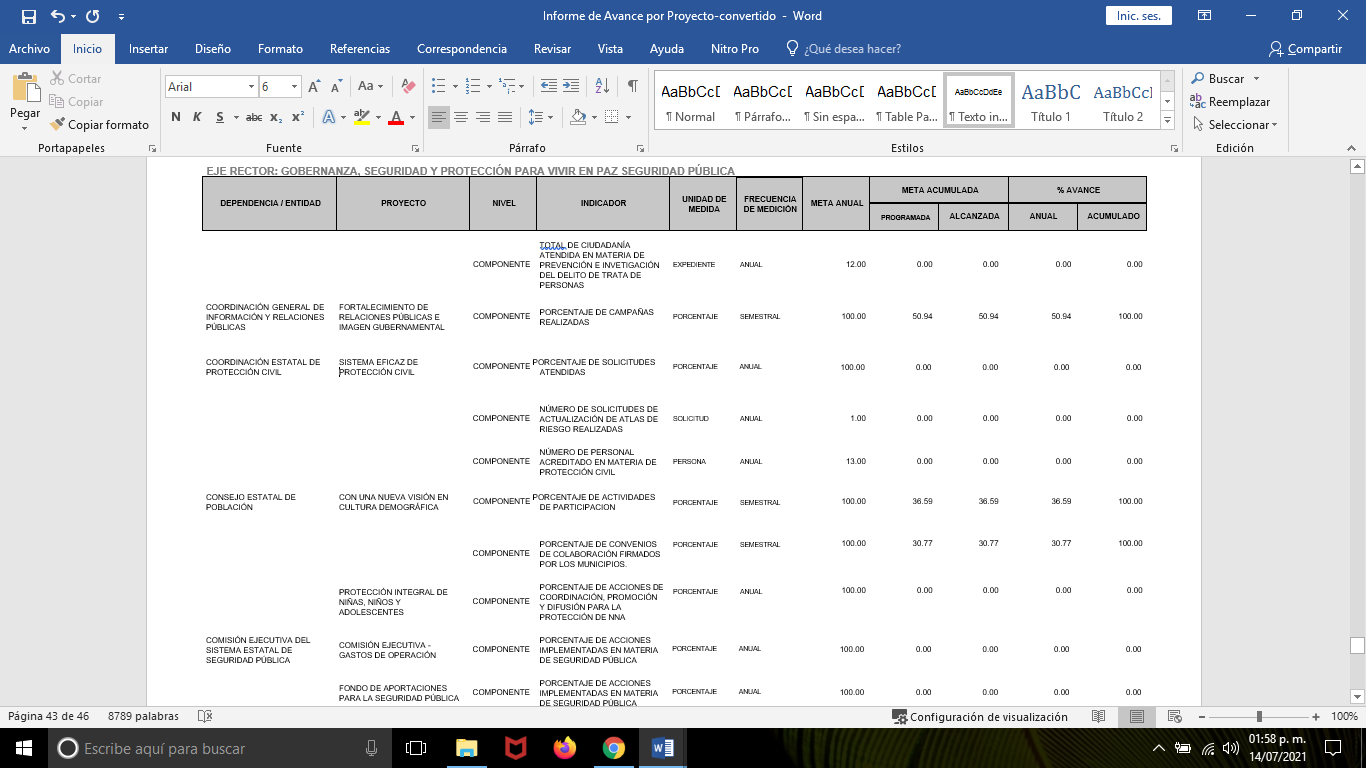 Informe de Avance por Proyecto-convertido - Word
Inic. ses.
Archivo Inicio Insertar Diseño Formato Referencias Correspondencia Revisar Vista Ayuda Nitro Pro ¿Qué desea hacer? Compartir
Pegar
Cortar
Copiar
Copiar formato
Portapapeles
Arial 6
N K S abc x₂ x²
Fuente
Párrafo
AaBbCcI AaBbCcI AaBbCcI AaBbCcI AaBbCcDdEe AaBbC AaBbCcI
¶ Normal ¶ Párrafo... ¶ Sin espa... ¶ Table Pa... ¶ Texto in... Título 1 Título 2
Estilos
Buscar
Reemplazar
Seleccionar
Edición
EJE RECTOR: GOBERNANZA, SEGURIDAD Y PROTECCIÓN PARA VIVIR EN PAZ SEGURIDAD PÚBLICA
DEPENDENCIA / ENTIDAD PROYECTO NIVEL INDICADOR UNIDAD DE MEDIDA FRECUENCIA DE MEDICIÓN META ANUAL META ACUMULADA % AVANCE
PROGRAMADA ALCANZADA ANUAL ACUMULADO
TOTAL DE CIUDADANÍA
ATENDIDA EN MATERIA DE
PREVENCIÓN E INVETIGACIÓN
DEL DELITO DE TRATA DE
PERSONAS
COMPONENTE EXPEDIENTE ANUAL 12.00 0.00 0.00 0.00 0.00
COORDINACIÓN GENERAL DE
INFORMACIÓN Y RELACIONES
PÚBLICAS
FORTALECIMIENTO DE
RELACIONES PÚBLICAS E
IMAGEN GUBERNAMENTAL
COMPONENTE
PORCENTAJE DE CAMPAÑAS
REALIZADAS
PORCENTAJE SEMESTRAL 100.00 50.94 50.94 50.94 100.00
COORDINACIÓN ESTATAL DE
PROTECCIÓN CIVIL
SISTEMA EFICAZ DE
PROTECCIÓN CIVIL
COMPONENTE PORCENTAJE DE SOLICITUDES
ATENDIDAS
PORCENTAJE ANUAL 100.00 0.00 0.00 0.00 0.00
COMPONENTE
NÚMERO DE SOLICITUDES DE
ACTUALIZACIÓN DE ATLAS DE
RIESGO REALIZADAS
SOLICITUD ANUAL 1.00 0.00 0.00 0.00 0.00
COMPONENTE
NÚMERO DE PERSONAL
ACREDITADO EN MATERIA DE
PROTECCIÓN CIVIL
PERSONA ANUAL 13.00 0.00 0.00 0.00 0.00
CONSEJO ESTATAL DE
POBLACIÓN
CON UNA NUEVA VISIÓN EN
CULTURA DEMOGRÁFICA
COMPONENTE PORCENTAJE DE ACTIVIDADES
DE PARTICIPACION
PORCENTAJE SEMESTRAL 100.00 36.59 36.59 36.59 100.00
COMPONENTE
PORCENTAJE DE CONVENIOS
DE COLABORACIÓN FIRMADOS
POR LOS MUNICIPIOS.
PORCENTAJE SEMESTRAL 100.00 30.77 30.77 30.77 100.00
PROTECCIÓN INTEGRAL DE
NIÑAS, NIÑOS Y
ADOLESCENTES
COMPONENTE
PORCENTAJE DE ACCIONES DE
COORDINACIÓN, PROMOCIÓN
Y DIFUSIÓN PARA LA
PROTECCIÓN DE NNA
PORCENTAJE ANUAL 100.00 0.00 0.00 0.00 0.00
COMISIÓN EJECUTIVA DEL
SISTEMA ESTATAL DE
SEGURIDAD PÚBLICA
COMISIÓN EJECUTIVA -
GASTOS DE OPERACIÓN
COMPONENTE
PORCENTAJE DE ACCIONES
IMPLEMENTADAS EN MATERIA
DE SEGURIDAD PÚBLICA
PORCENTAJE ANUAL 100.00 0.00 0.00 0.00 0.00
FONDO DE APORTACIONES
PARA LA SEGURIDAD PÚBLICA
COMPONENTE
PORCENTAJE DE ACCIONES
IMPLEMENTADAS EN MATERIA
DE SEGURIDAD PÚBLICA
PORCENTAJE ANUAL 100.00 0.00 0.00 0.00 0.00
Página 43 de 46 8789 palabras Configuración de visualización 100%
Escribe aquí para buscar
01:58 p. m.
14/07/2021